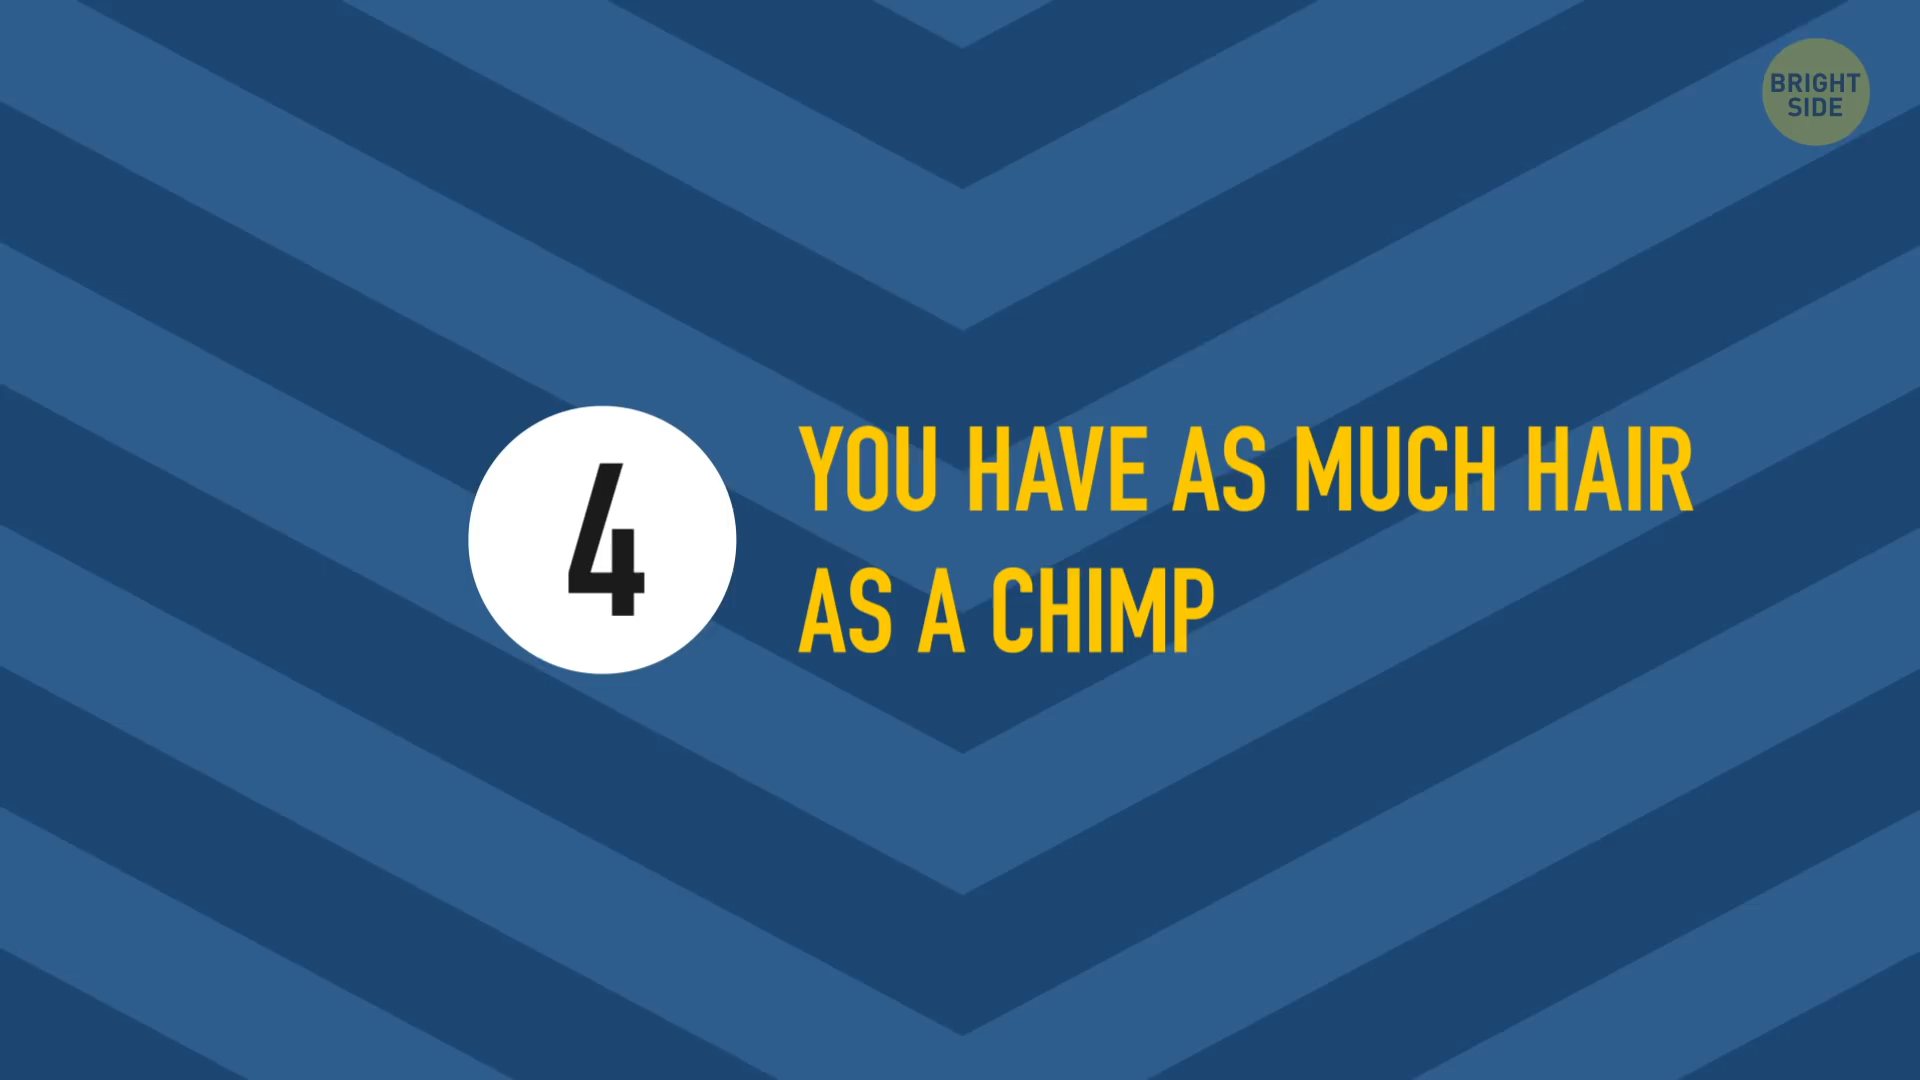 BRIGHT
SIDE
4
YOU HAVE AS MUCH HAIR
AS A CHIMP